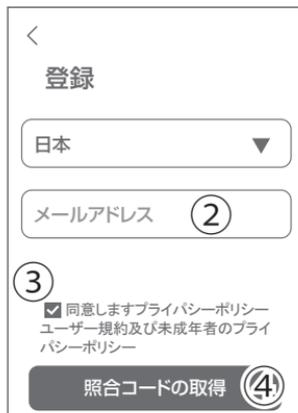 登録
日本 ▼
メールアドレス ②
③
同意しますプライバシーポリシー
ユーザー規約及び未成年者のプライ
バシーポリシー
照合コードの取得 ④